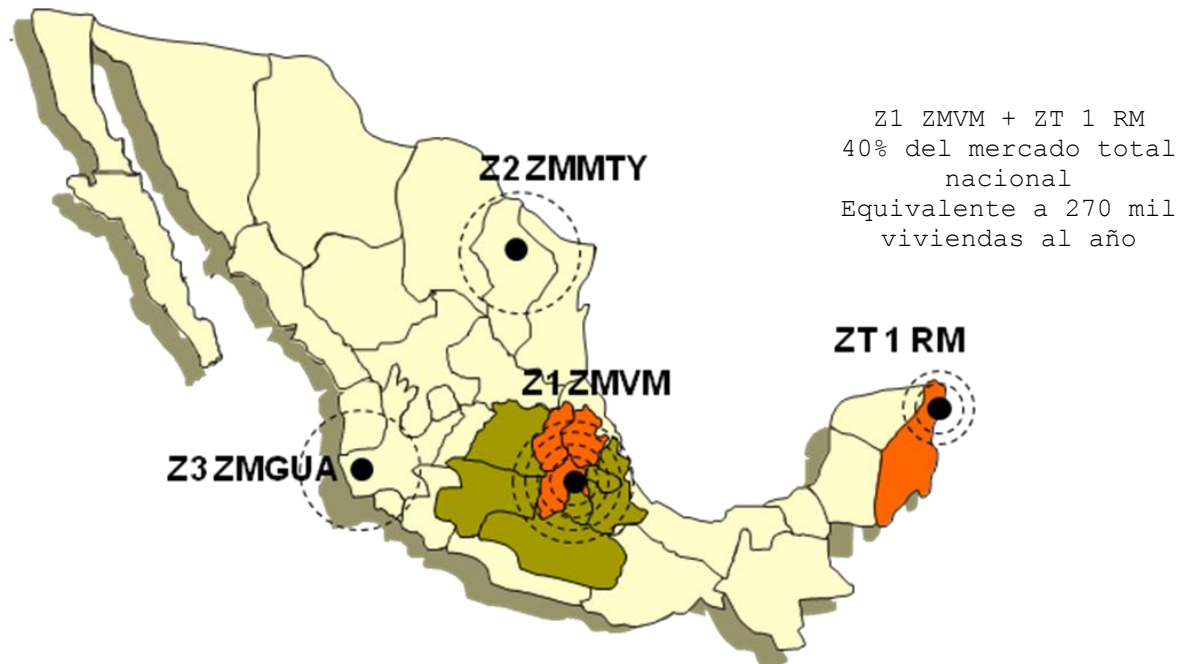 Z1 ZMVM + ZT 1 RM
40% del mercado total
nacional
Equivalente a 270 mil
viviendas al año
Z2 ZMMTY
ZT 1 RM
Z1 ZMVM
Z3 ZMGUA